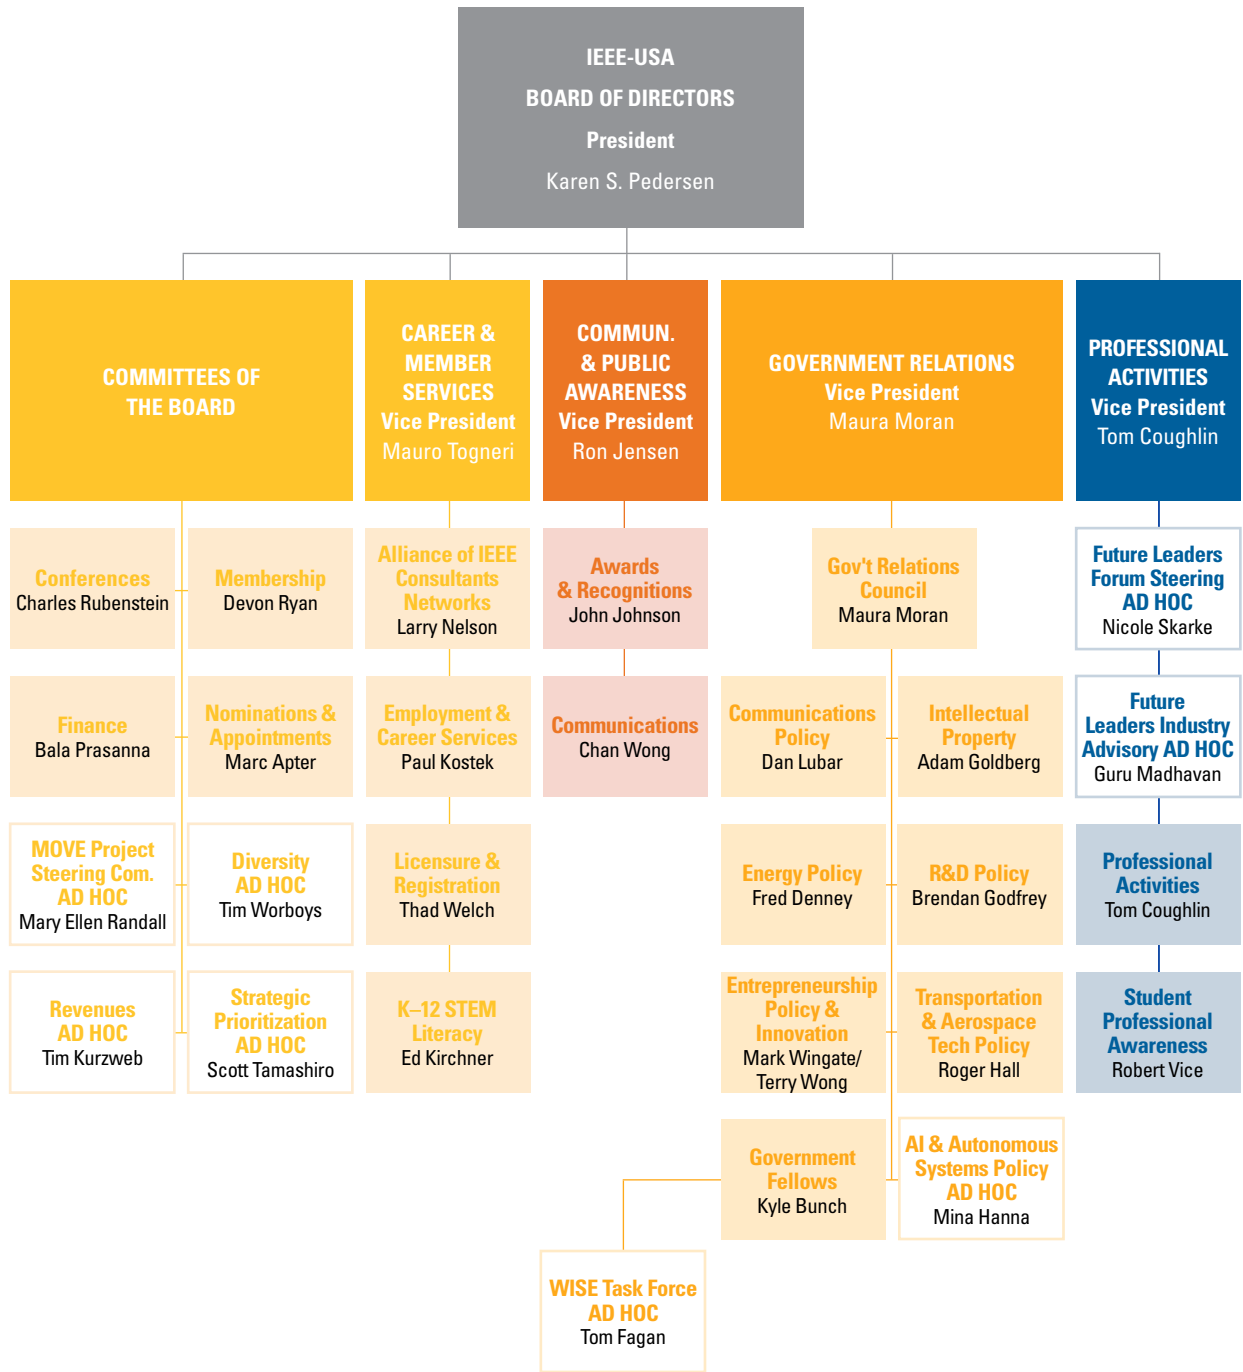 IEEE-USA
BOARD OF DIRECTORS
President
Karen S. Pedersen
COMMITTEES OF
THE BOARD
CAREER &
MEMBER
SERVICES
Vice President
Mauro Togneri
COMMUN.
& PUBLIC
AWARENESS
Vice President
Ron Jensen
GOVERNMENT RELATIONS
Vice President
Maura Moran
PROFESSIONAL
ACTIVITIES
Vice President
Tom Coughlin
Conferences
Charles Rubenstein
Membership
Devon Ryan
Alliance of IEEE
Consultants
Networks
Larry Nelson
Awards
& Recognitions
John Johnson
Gov't Relations
Council
Maura Moran
Future Leaders
Forum Steering
AD HOC
Nicole Skarke
Finance
Bala Prasanna
Nominations &
Appointments
Marc Apter
Employment &
Career Services
Paul Kostek
Communications
Chan Wong
Communications
Policy
Dan Lubar
Intellectual
Property
Adam Goldberg
Future
Leaders Industry
Advisory AD HOC
Guru Madhavan
MOVE Project
Steering Com.
AD HOC
Mary Ellen Randall
Diversity
AD HOC
Tim Worboys
Licensure &
Registration
Thad Welch
Energy Policy
Fred Denney
R&D Policy
Brendan Godfrey
Professional
Activities
Tom Coughlin
Revenues
AD HOC
Tim Kurzweb
Strategic
Prioritization
AD HOC
Scott Tamashiro
K–12 STEM
Literacy
Ed Kirchner
Entrepreneurship
Policy &
Innovation
Mark Wingate/
Terry Wong
Transportation
& Aerospace
Tech Policy
Roger Hall
Student
Professional
Awareness
Robert Vice
Government
Fellows
Kyle Bunch
AI & Autonomous
Systems Policy
AD HOC
Mina Hanna
WISE Task Force
AD HOC
Tom Fagan